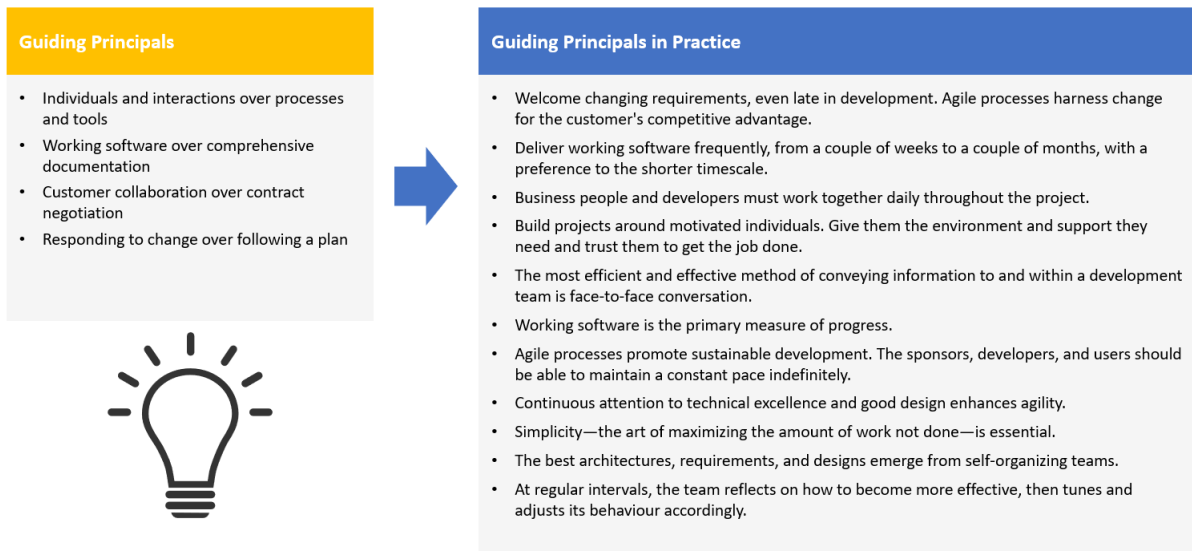 Guiding Principals
• Individuals and interactions over processes
and tools
• Working software over comprehensive
documentation
• Customer collaboration over contract
negotiation
• Responding to change over following a plan
Guiding Principals in Practice
• Welcome changing requirements, even late in development. Agile processes harness change
for the customer's competitive advantage.
• Deliver working software frequently, from a couple of weeks to a couple of months, with a
preference to the shorter timescale.
• Business people and developers must work together daily throughout the project.
• Build projects around motivated individuals. Give them the environment and support they
need and trust them to get the job done.
• The most efficient and effective method of conveying information to and within a development
team is face-to-face conversation.
• Working software is the primary measure of progress.
• Agile processes promote sustainable development. The sponsors, developers, and users should
be able to maintain a constant pace indefinitely.
• Continuous attention to technical excellence and good design enhances agility.
• Simplicity—the art of maximizing the amount of work not done—is essential.
• The best architectures, requirements, and designs emerge from self-organizing teams.
• At regular intervals, the team reflects on how to become more effective, then tunes and
adjusts its behaviour accordingly.